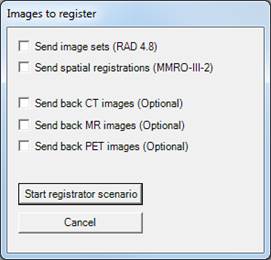 Images to register
Send image sets (RAD 4.8)
Send spatial registrations (MMRO-III-2)
Send back CT images (Optional)
Send back MR images (Optional)
Send back PET images (Optional)
Start registrator scenario
Cancel